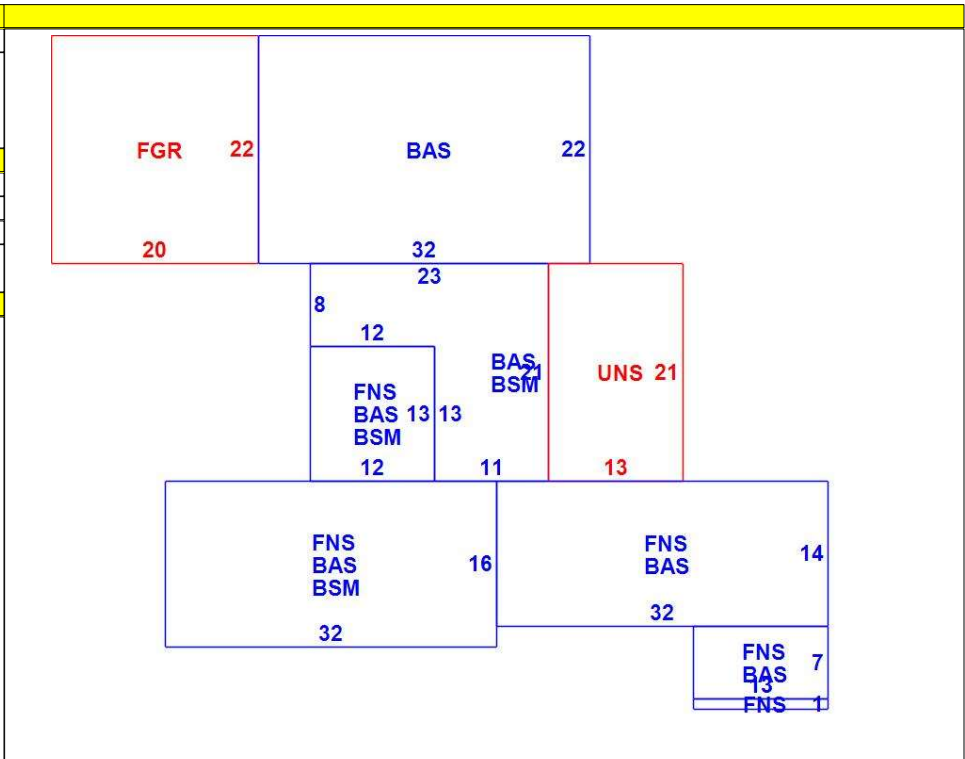 FGR 22
BAS 22
20
32
23
8
12
BAS
BSM
21
UNS 21
FNS
BAS 13 13
BSM
12
11
13
FNS
BAS
BSM
16
32
FNS
BAS
14
32
FNS
BAS
7
13
FNS 1